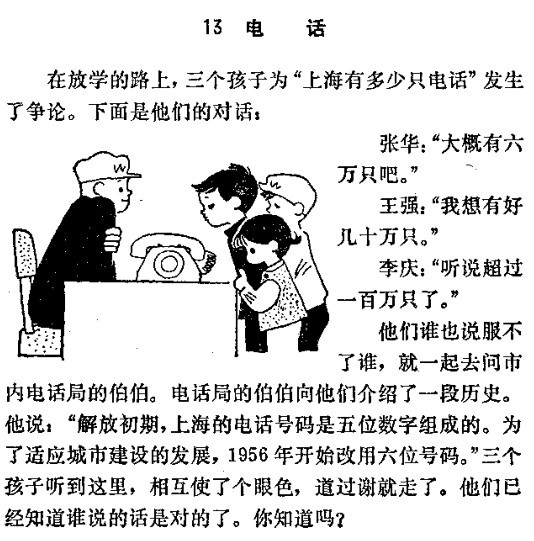 13 电 话
在放学的路上，三个孩子为“上海有多少只电话”发生
了争论。下面是他们的对话：
张华：“大概有六
万只吧。”
王强：“我想有好
几十万只。”
李庆：“听说超过
一百万只了。”
他们谁也说服不
了谁，就一起去问市
内电话局的伯伯。电话局的伯伯向他们介绍了一段历史。
他说：“解放初期，上海的电话号码是五位数字组成的。为
了适应城市建设的发展，1956年开始改用六位号码。”三个
孩子听到这里，相互使了个眼色，道过谢就走了。他们已
经知道谁说的话是对的了。你知道吗？